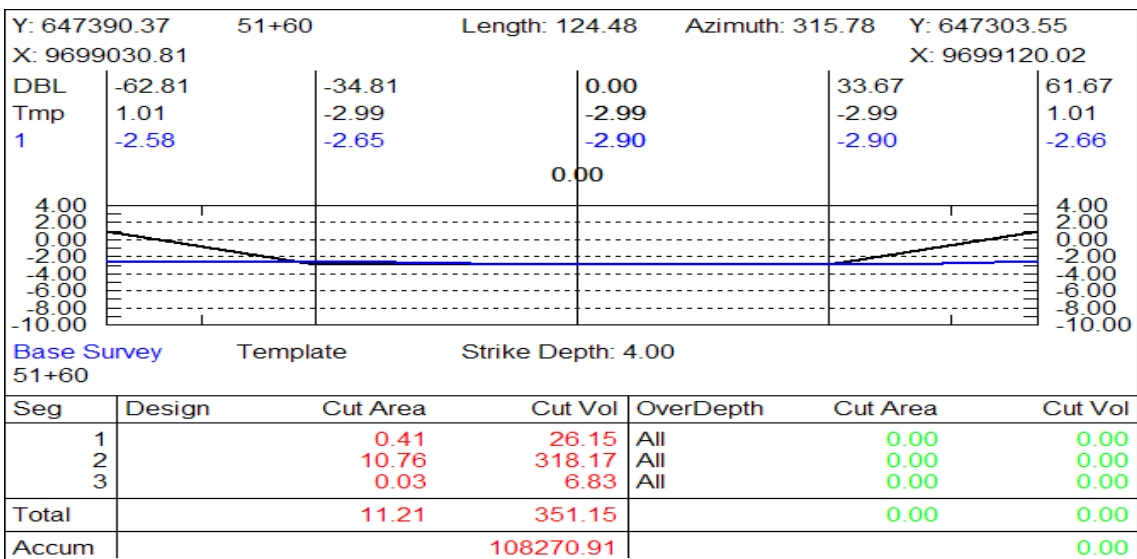 Y: 647390.37 51+60 Length: 124.48 Azimuth: 315.78 Y: 647303.55
X: 9699030.81 X: 9699120.02
DBL -62.81 -34.81 0.00 33.67 61.67
Tmp 1.01 -2.99 -2.99 -2.99 1.01
1 -2.58 -2.65 -2.90 -2.90 -2.66
0.00
4.00 4.00
2.00 2.00
0.00 0.00
-2.00 -2.00
-4.00 -4.00
-6.00 -6.00
-8.00 -8.00
-10.00 -10.00
Base Survey Template Strike Depth: 4.00
51+60
Seg Design Cut Area Cut Vol OverDepth Cut Area Cut Vol
1 0.41 26.15 All 0.00 0.00
2 10.76 318.17 All 0.00 0.00
3 0.03 6.83 All 0.00 0.00
Total 11.21 351.15 0.00 0.00
Accum 108270.91 0.00